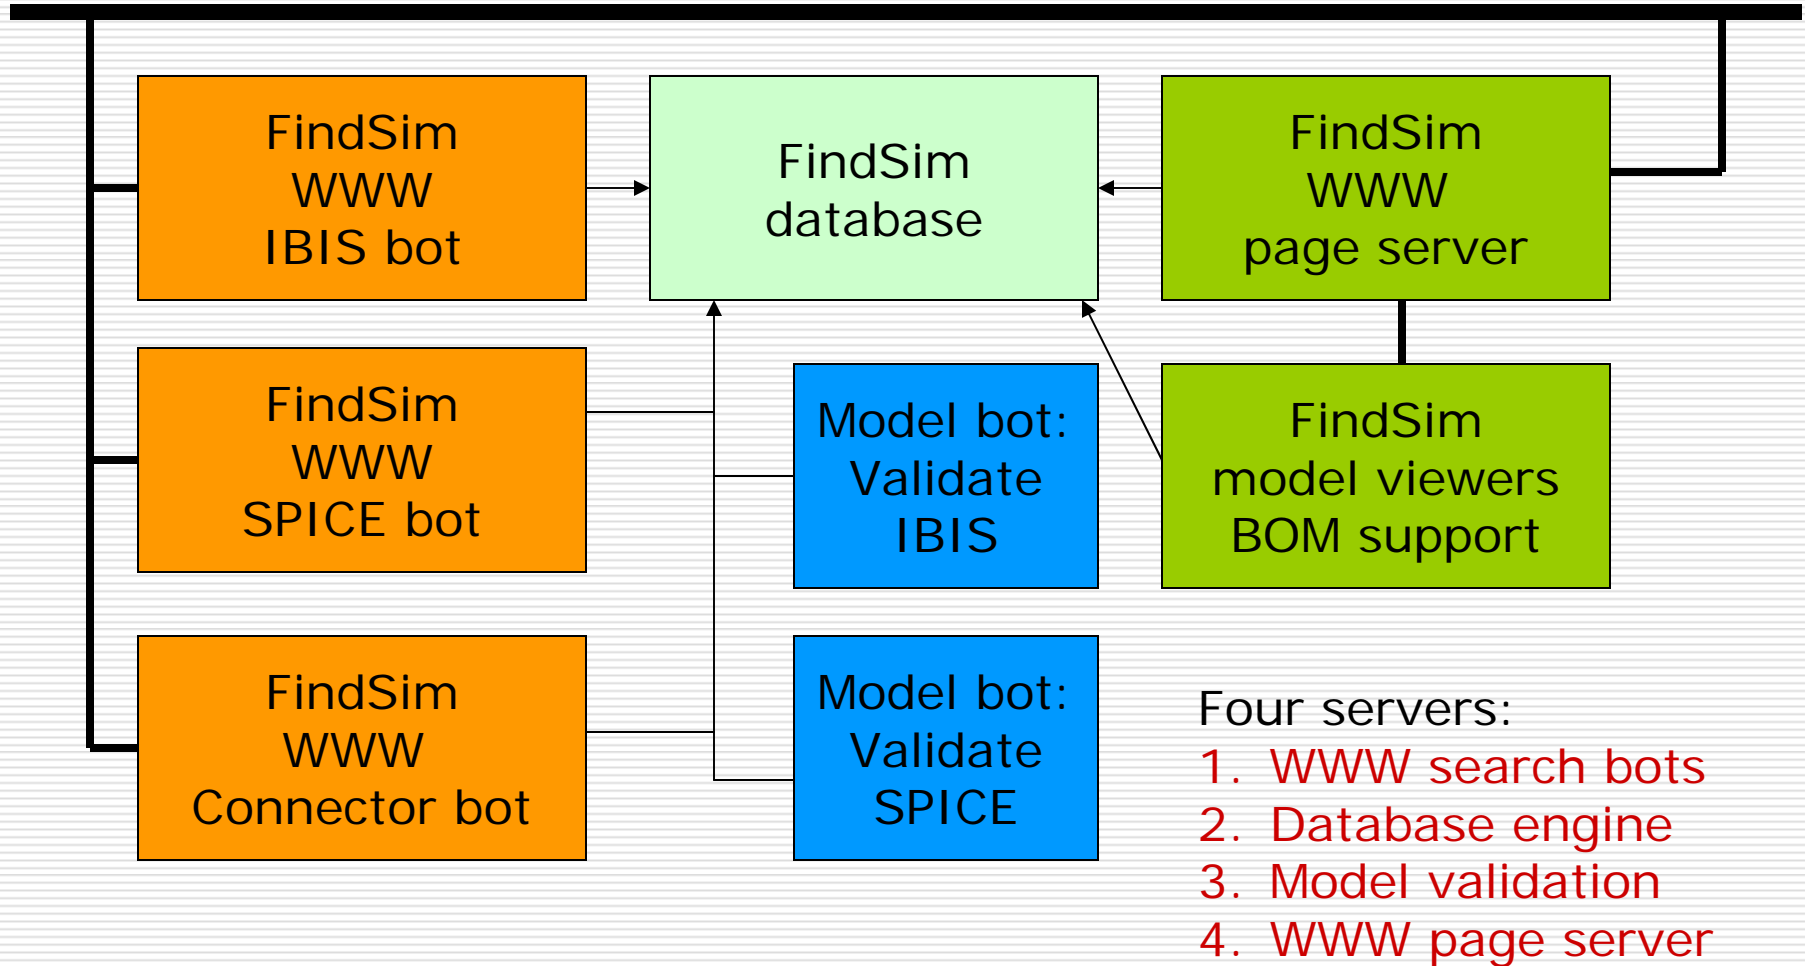 FindSim
WWW
IBIS bot
FindSim
database
FindSim
WWW
page server
FindSim
WWW
SPICE bot
Model bot:
Validate
IBIS
FindSim
model viewers
BOM support
FindSim
WWW
Connector bot
Model bot:
Validate
SPICE
Four servers:
1. WWW search bots
2. Database engine
3. Model validation
4. WWW page server